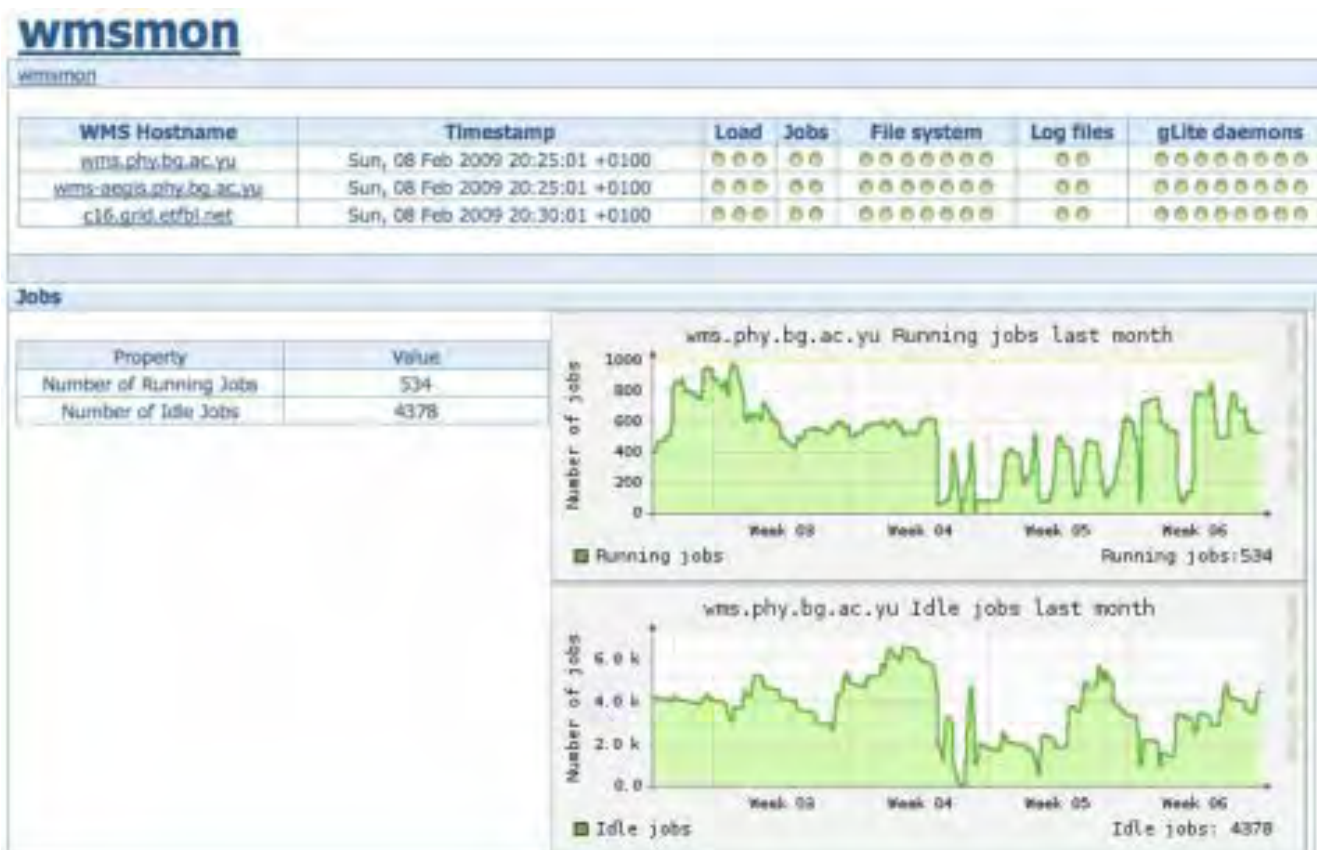 wmsmon
wmsmon
WMS Hostname Timestamp Load Jobs File system Log files gLite daemons
wms.phy.bg.ac.yu Sun, 08 Feb 2009 20:25:01 +0100
wms-aegis.phy.bg.ac.yu Sun, 08 Feb 2009 20:25:01 +0100
c16.grid.etfbl.net Sun, 08 Feb 2009 20:30:01 +0100
Jobs
Property Value
Number of Running Jobs 534
Number of Idle Jobs 4378
wms.phy.bg.ac.yu Running jobs last month
Number of jobs
1000
800
600
400
200
0
Week 03 Week 04 Week 05 Week 06
Running jobs Running jobs:534
wms.phy.bg.ac.yu Idle jobs last month
Number of jobs
6.0 k
4.0 k
2.0 k
0.0
Week 03 Week 04 Week 05 Week 06
Idle jobs Idle jobs: 4378